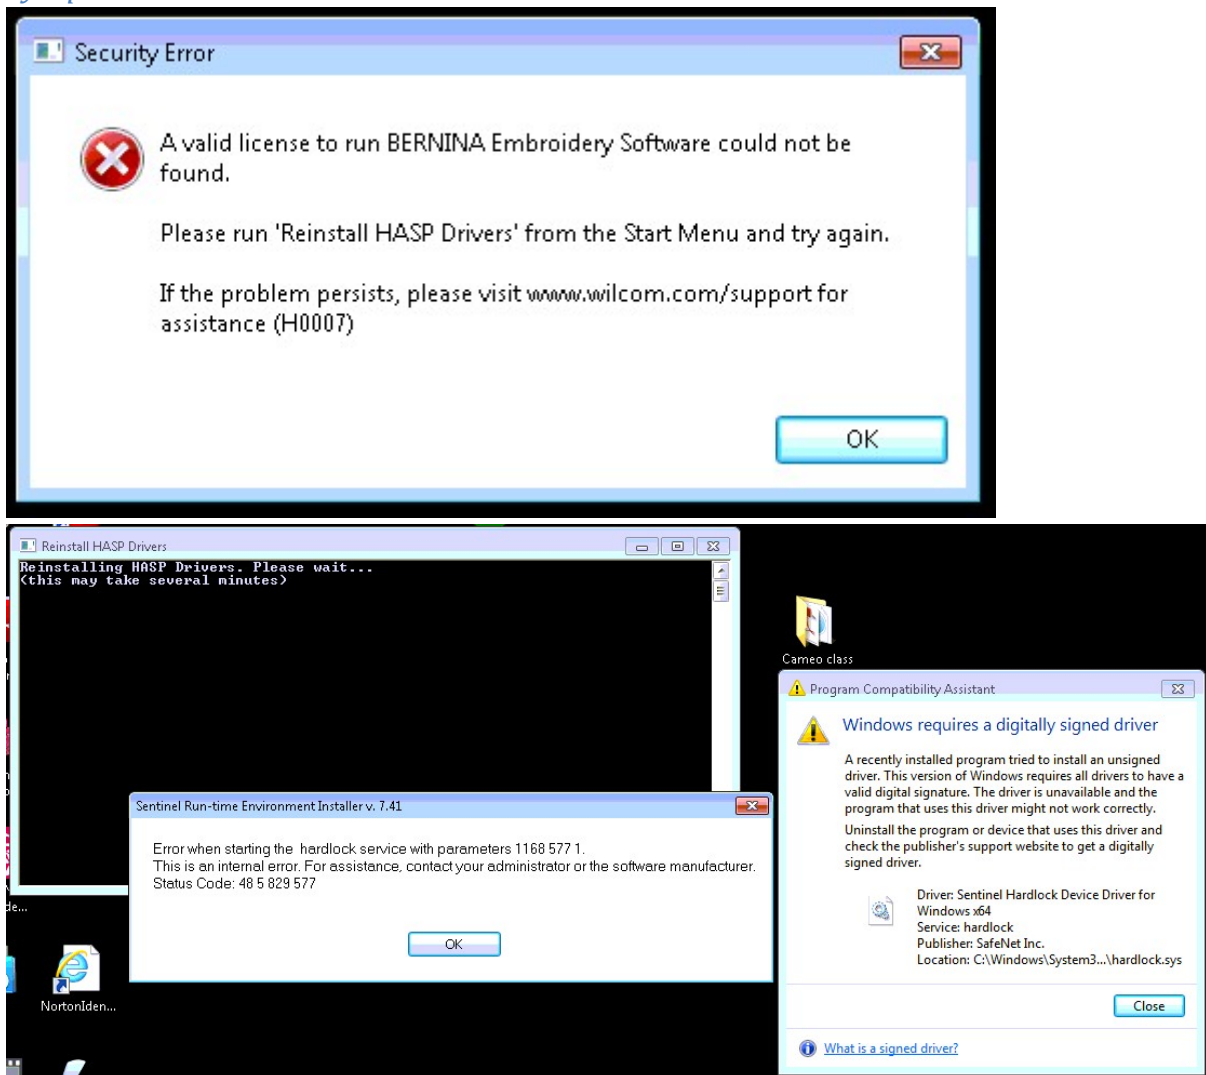 Security Error
A valid license to run BERNINA Embroidery Software could not be
found.
Please run 'Reinstall HASP Drivers' from the Start Menu and try again.
If the problem persists, please visit www.wilcom.com/support for
assistance (H0007)
OK
Reinstall HASP Drivers
Reinstalling HASP Drivers. Please wait...
(this may take several minutes)
Cameo class
Program Compatibility Assistant
Windows requires a digitally signed driver
A recently installed program tried to install an unsigned
driver. This version of Windows requires all drivers to have a
valid digital signature. The driver is unavailable and the
program that uses this driver might not work correctly.
Uninstall the program or device that uses this driver and
check the publisher's support website to get a digitally
signed driver.
Driver: Sentinel Hardlock Device Driver for
Windows x64
Service: hardlock
Publisher: SafeNet Inc.
Location: C:\Windows\System3...\hardlock.sys
Close
What is a signed driver?
Sentinel Run-time Environment Installer v. 7.41
Error when starting the hardlock service with parameters 1168 577 1.
This is an internal error. For assistance, contact your administrator or the software manufacturer.
Status Code: 48 5 829 577
OK
de...
NortonIden...